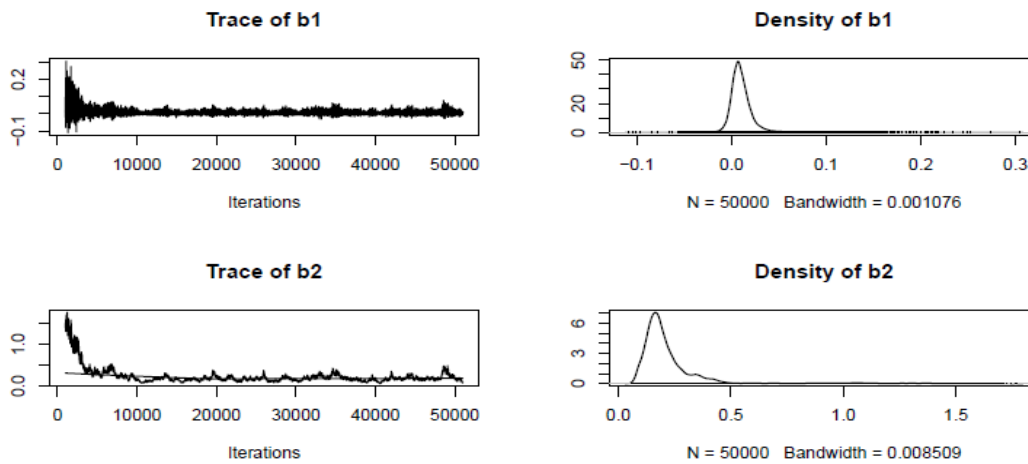 Trace of b1
0.2
-0.1
0 10000 20000 30000 40000 50000
Iterations
Density of b1
50
20
0
-0.1 0.0 0.1 0.2 0.3
N = 50000 Bandwidth = 0.001076
Trace of b2
1.0
0.0
0 10000 20000 30000 40000 50000
Iterations
Density of b2
6
3
0
0.0 0.5 1.0 1.5
N = 50000 Bandwidth = 0.008509